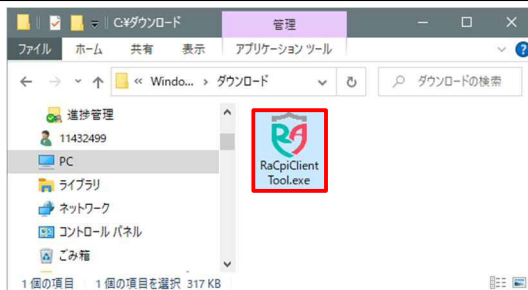 C:¥ダウンロード
管理
ファイル ホーム 共有 表示 アプリケーション ツール
« Windo... › ダウンロード
ダウンロードの検索
進捗管理
11432499
PC
ライブラリ
ネットワーク
コントロール パネル
ごみ箱
RA
RaCpiClient
Tool.exe
1 個の項目 1 個の項目を選択 317 KB